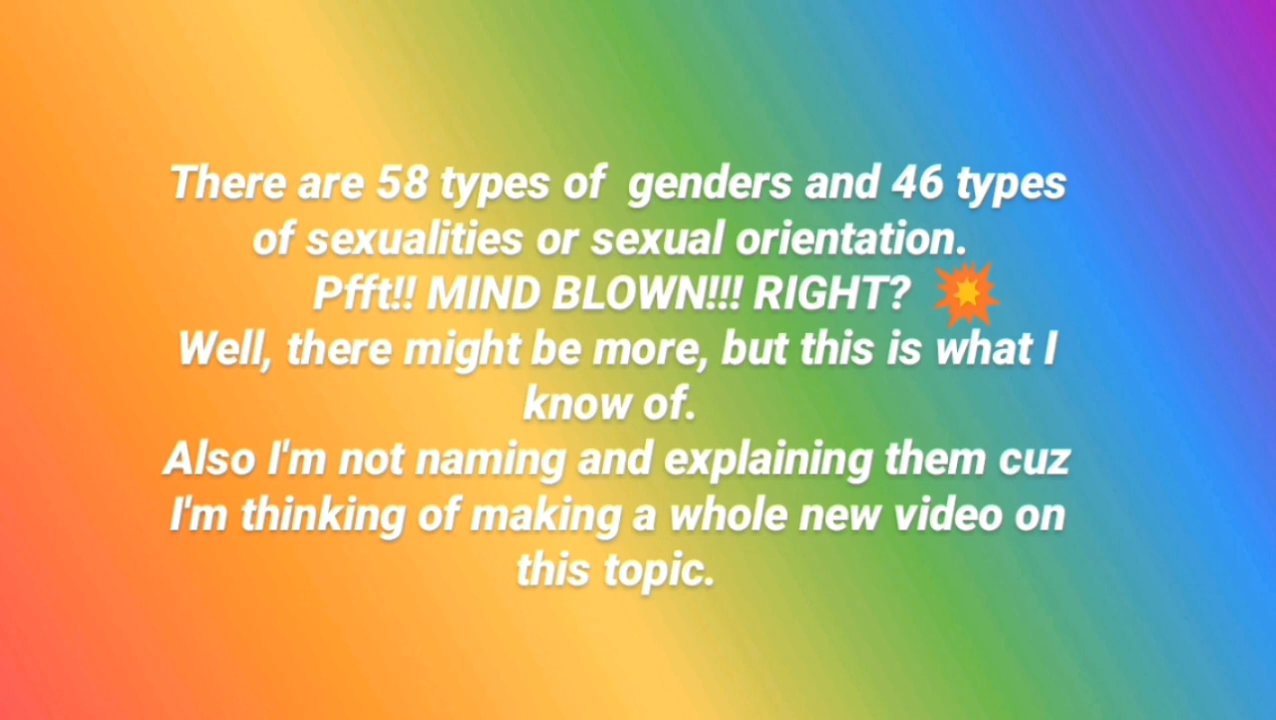 There are 58 types of  genders and 46 types
of sexualities or sexual orientation.
Pfft!! MIND BLOWN!!! RIGHT? 💥
Well, there might be more, but this is what I
know of.
Also I'm not naming and explaining them cuz
I'm thinking of making a whole new video on
this topic.